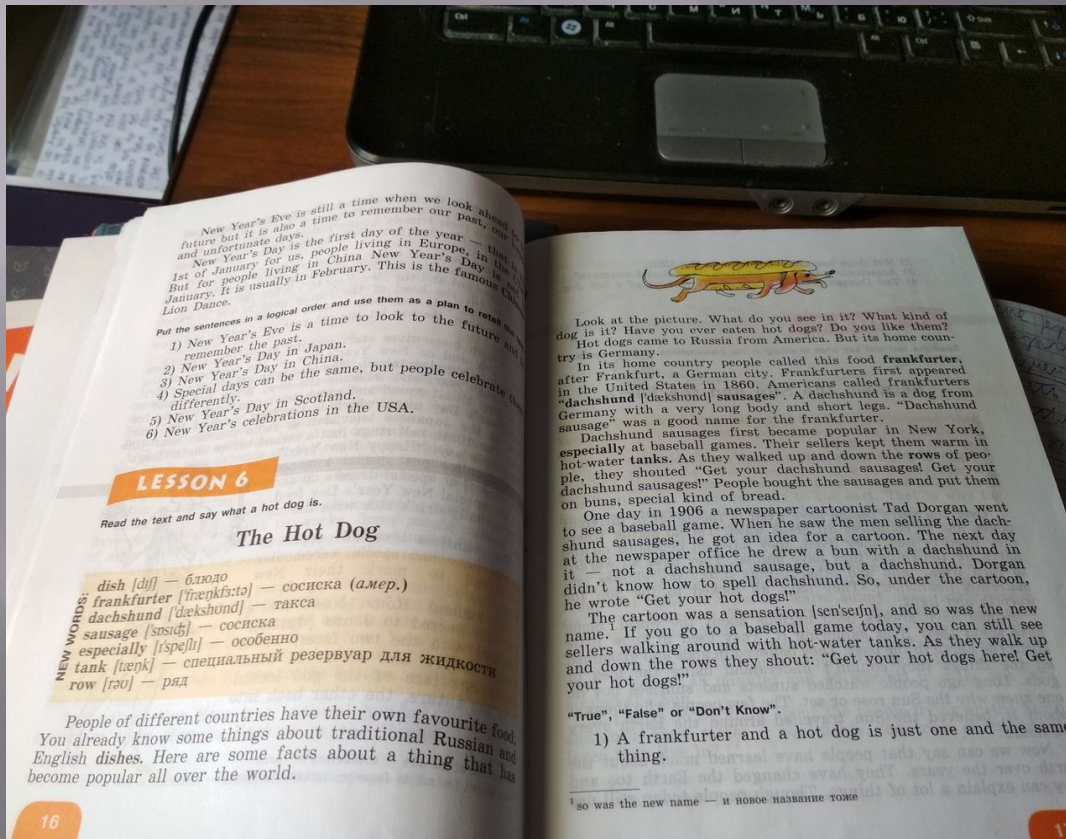 New Year's Eve is still a time when we look ahead
future but it is also a time to remember our past, our
and unfortunate days.
New Year's Day is the first day of the year — that is
1st of January for us, people living in Europe, in the
But for people living in China New Year's Day is not
January. It is usually in February. This is the famous
Lion Dance.
Put the sentences in a logical order and use them as a plan to retell the
1) New Year's Eve is a time to look to the future and
remember the past.
2) New Year's Day in Japan.
3) New Year's Day in China.
4) Special days can be the same, but people celebrate
differently.
5) New Year's Day in Scotland.
6) New Year's celebrations in the USA.
LESSON 6
Read the text and say what a hot dog is.
The Hot Dog
NEW WORDS:
dish [dɪʃ] — блюдо
frankfurter ['fræŋkfɜ:tə] — сосиска (амер.)
dachshund ['dækshʊnd] — такса
sausage ['sɒsɪʤ] — сосиска
especially [ɪ'speʃlɪ] — особенно
tank [tæŋk] — специальный резервуар для жидкости
row [rəʊ] — ряд
People of different countries have their own favourite food.
You already know some things about traditional Russian and
English dishes. Here are some facts about a thing that has
become popular all over the world.
16
Look at the picture. What do you see in it? What kind of
dog is it? Have you ever eaten hot dogs? Do you like them?
Hot dogs came to Russia from America. But its home coun-
try is Germany.
In its home country people called this food frankfurter,
after Frankfurt, a German city. Frankfurters first appeared
in the United States in 1860. Americans called frankfurters
"dachshund ['dækshʊnd] sausages". A dachshund is a dog from
Germany with a very long body and short legs. "Dachshund
sausage" was a good name for the frankfurter.
Dachshund sausages first became popular in New York,
especially at baseball games. Their sellers kept them warm in
hot-water tanks. As they walked up and down the rows of peo-
ple, they shouted "Get your dachshund sausages! Get your
dachshund sausages!" People bought the sausages and put them
on buns, special kind of bread.
One day in 1906 a newspaper cartoonist Tad Dorgan went
to see a baseball game. When he saw the men selling the dach-
shund sausages, he got an idea for a cartoon. The next day
at the newspaper office he drew a bun with a dachshund in
it — not a dachshund sausage, but a dachshund. Dorgan
didn't know how to spell dachshund. So, under the cartoon,
he wrote "Get your hot dogs!"
The cartoon was a sensation [sen'seɪʃn], and so was the new
name.¹ If you go to a baseball game today, you can still see
sellers walking around with hot-water tanks. As they walk up
and down the rows they shout: "Get your hot dogs here! Get
your hot dogs!"
"True", "False" or "Don't Know".
1) A frankfurter and a hot dog is just one and the same
thing.
¹ so was the new name — и новое название тоже